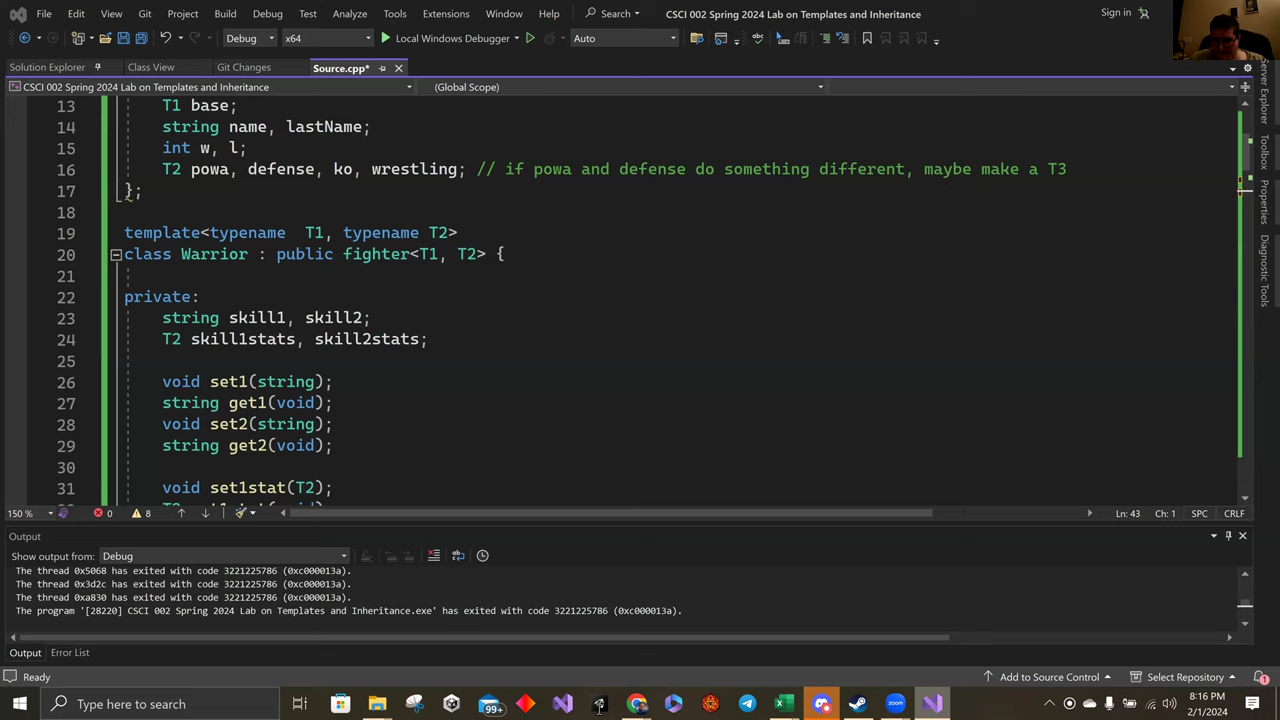 File Edit View Git Project Build Debug Test Analyze Tools Extensions Window Help Search CSCI 002 Spring 2024 Lab on Templates and Inheritance Sign in
Debug x64 Local Windows Debugger Auto
Solution Explorer Class View Git Changes Source.cpp*
CSCI 002 Spring 2024 Lab on Templates and Inheritance (Global Scope)
13 T1 base;
14 string name, lastName;
15 int w, l;
16 T2 powa, defense, ko, wrestling; // if powa and defense do something different, maybe make a T3
17 };
18
19 template<typename T1, typename T2>
20 class Warrior : public fighter<T1, T2> {
21
22 private:
23 string skill1, skill2;
24 T2 skill1stats, skill2stats;
25
26 void set1(string);
27 string get1(void);
28 void set2(string);
29 string get2(void);
30
31 void set1stat(T2);
150 % 0 8 Ln: 43 Ch: 1 SPC CRLF
Output
Show output from: Debug
The thread 0x5068 has exited with code 3221225786 (0xc000013a).
The thread 0x3d2c has exited with code 3221225786 (0xc000013a).
The thread 0xa830 has exited with code 3221225786 (0xc000013a).
The program '[28220] CSCI 002 Spring 2024 Lab on Templates and Inheritance.exe' has exited with code 3221225786 (0xc000013a).
Output Error List
Ready Add to Source Control Select Repository 1
Type here to search 99+ 8:16 PM
2/1/2024
Server Explorer
Toolbox
Properties
Diagnostic Tools